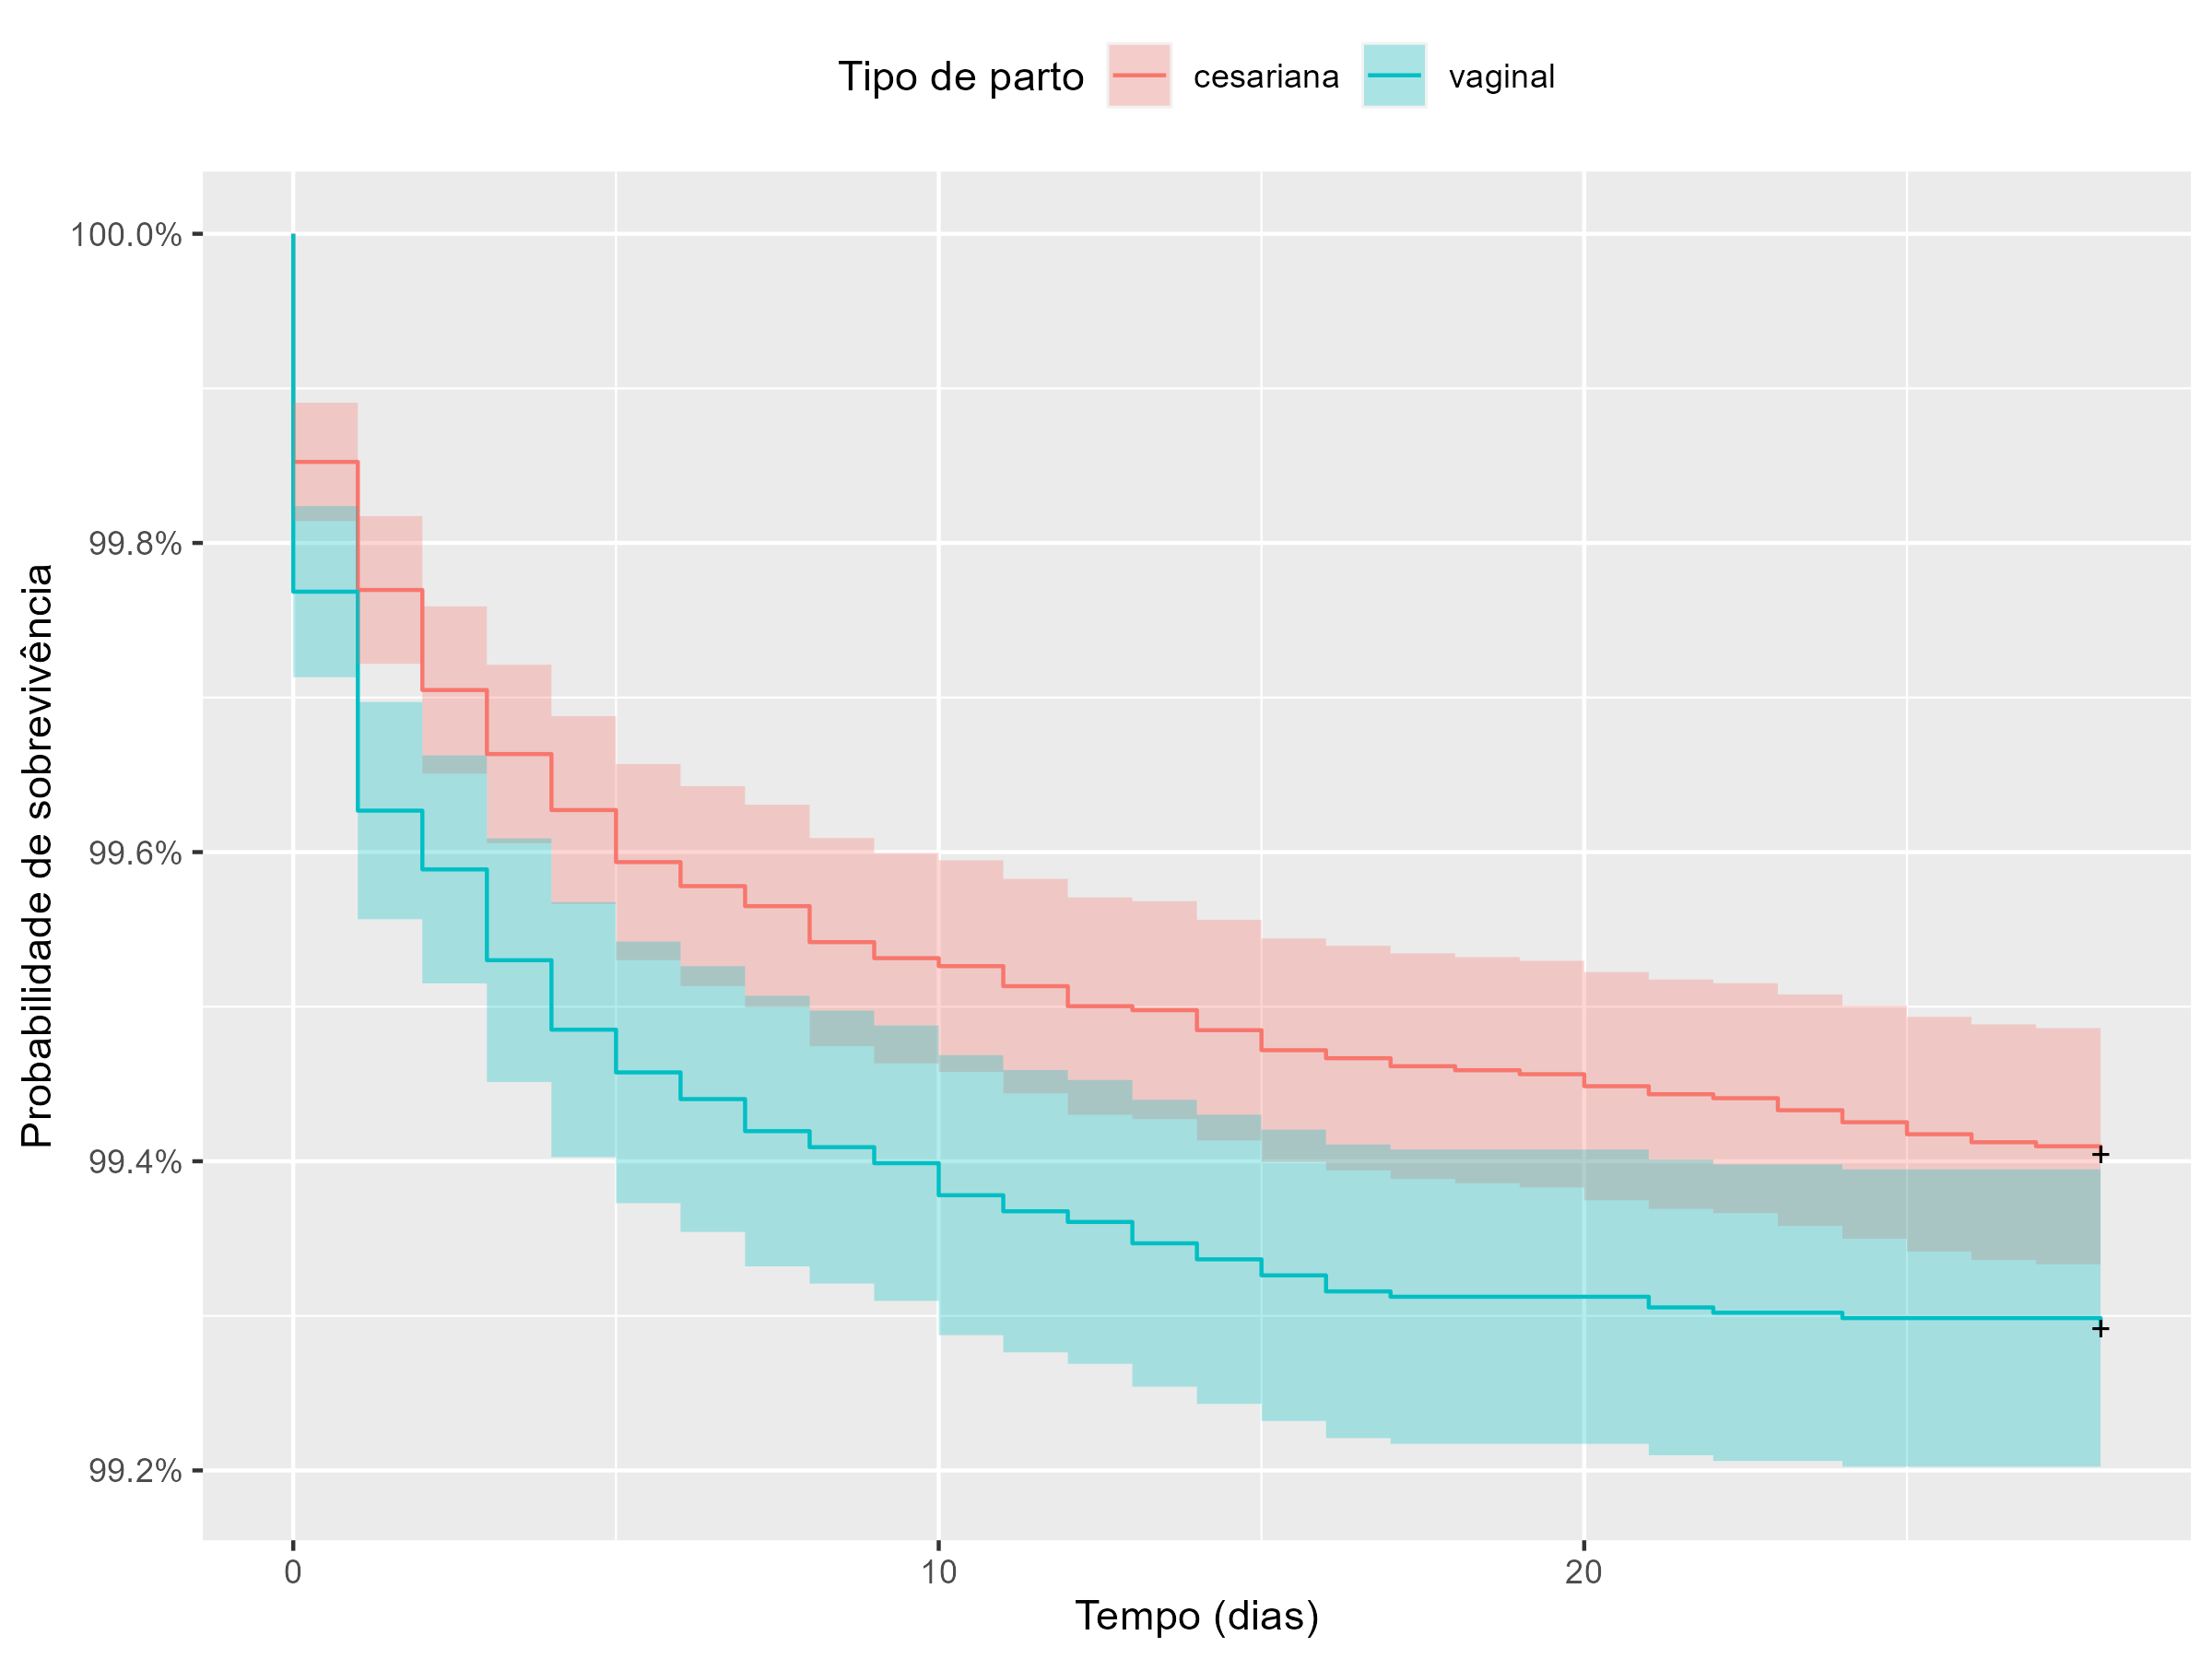 Tipo de parto cesariana vaginal
100.0%
99.8%
99.6%
99.4%
99.2%
Probabilidade de sobrevivência
0 10 20
Tempo (dias)